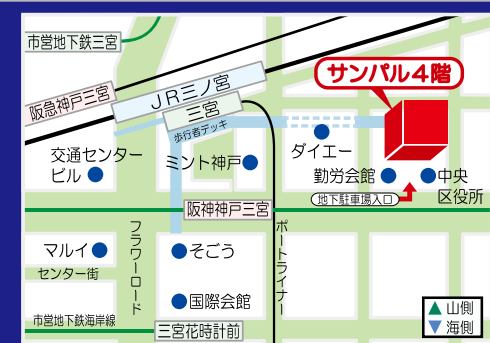 市営地下鉄三宮
サンパル4階
阪急神戸三宮
JR三ノ宮
三宮
歩行者デッキ
ダイエー
交通センター
ビル
ミント神戸
勤労会館
中央
区役所
地下駐車場入口
阪神神戸三宮
マルイ
センター街
フラワーロード
そごう
ポートライナー
国際会館
市営地下鉄海岸線
三宮花時計前
山側
海側